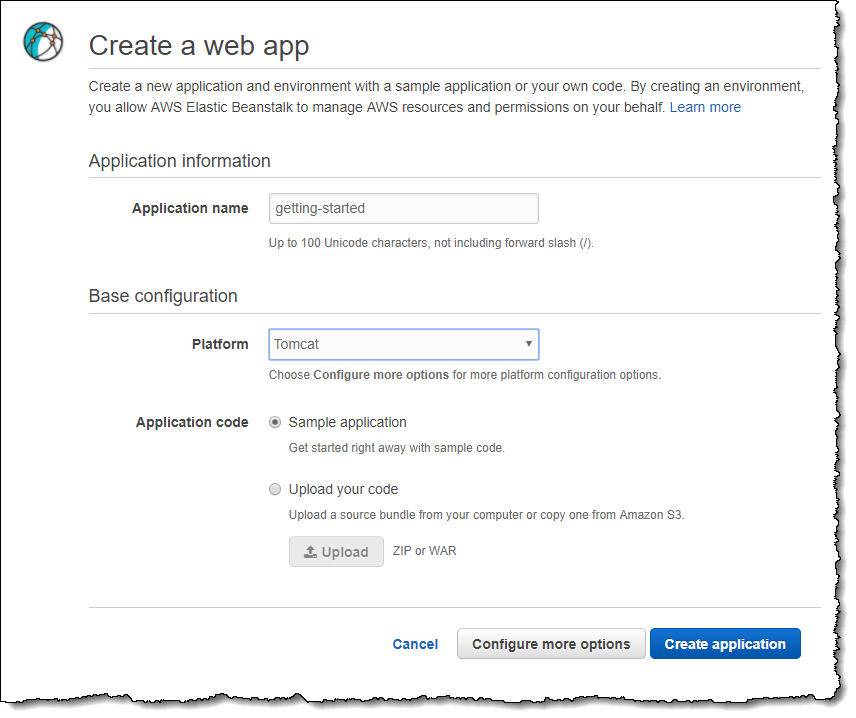 Create a web app
Create a new application and environment with a sample application or your own code. By creating an environment,
you allow AWS Elastic Beanstalk to manage AWS resources and permissions on your behalf. Learn more
Application information
Application name getting-started
Up to 100 Unicode characters, not including forward slash (/).
Base configuration
Platform Tomcat
Choose Configure more options for more platform configuration options.
Application code Sample application
Get started right away with sample code.
Upload your code
Upload a source bundle from your computer or copy one from Amazon S3.
Upload ZIP or WAR
Cancel Configure more options Create application